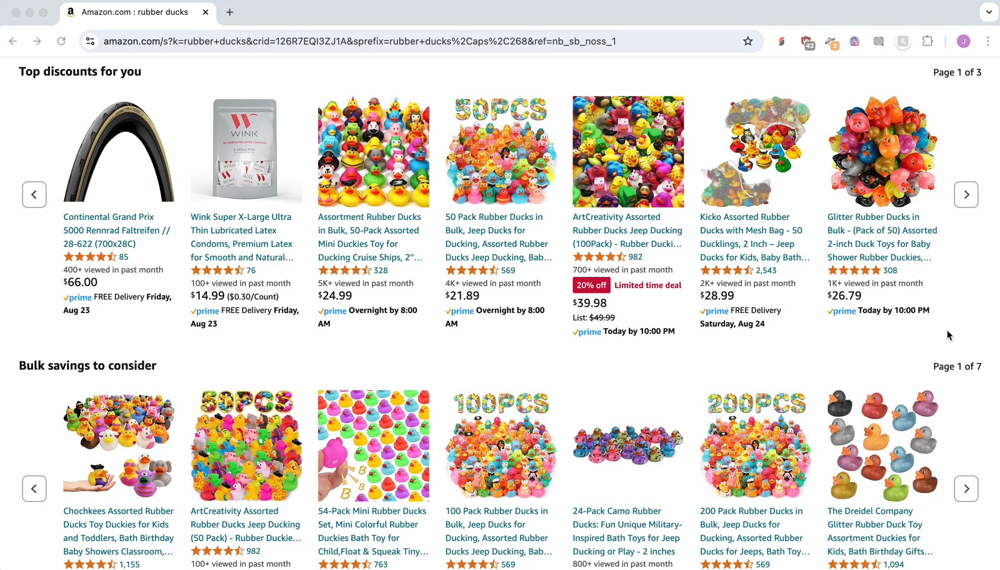 Amazon.com : rubber ducks
amazon.com/s?k=rubber+ducks&crid=126R7EQI3ZJ1A&sprefix=rubber+ducks%2Caps%2C268&ref=nb_sb_noss_1
42
2
J
Top discounts for you
Page 1 of 3
WINK
50 LUBRICATED LATEX CONDOMS
50PCS
Continental Grand Prix
5000 Rennrad Faltreifen //
28-622 (700x28C)
85
400+ viewed in past month
$66.00
prime FREE Delivery Friday,
Aug 23
Wink Super X-Large Ultra
Thin Lubricated Latex
Condoms, Premium Latex
for Smooth and Natural...
76
100+ viewed in past month
$14.99 ($0.30/Count)
prime FREE Delivery Friday,
Aug 23
Assortment Rubber Ducks
in Bulk, 50-Pack Assorted
Mini Duckies Toy for
Ducking Cruise Ships, 2"...
328
5K+ viewed in past month
$24.99
prime Overnight by 8:00
AM
50 Pack Rubber Ducks in
Bulk, Jeep Ducks for
Ducking, Assorted Rubber
Ducks Jeep Ducking, Bab...
569
4K+ viewed in past month
$21.89
prime Overnight by 8:00
AM
ArtCreativity Assorted
Rubber Ducks Jeep Ducking
(100Pack) - Rubber Ducki...
982
700+ viewed in past month
20% off Limited time deal
$39.98
List: $49.99
prime Today by 10:00 PM
Kicko Assorted Rubber
Ducks with Mesh Bag - 50
Ducklings, 2 Inch – Jeep
Ducks for Kids, Baby Bath...
2,543
2K+ viewed in past month
$28.99
prime FREE Delivery
Saturday, Aug 24
Glitter Rubber Ducks in
Bulk - (Pack of 50) Assorted
2-inch Duck Toys for Baby
Shower Rubber Duckies,...
308
1K+ viewed in past month
$26.79
prime Today by 10:00 PM
Bulk savings to consider
Page 1 of 7
50PCS
B
B
B
100PCS
200PCS
Chochkees Assorted Rubber
Ducks Toy Duckies for Kids
and Toddlers, Bath Birthday
Baby Showers Classroom,...
1,155
ArtCreativity Assorted
Rubber Ducks Jeep Ducking
(50 Pack) - Rubber Duckie...
982
100+ viewed in past month
54-Pack Mini Rubber Ducks
Set, Mini Colorful Rubber
Duckies Bath Toy for
Child,Float & Squeak Tiny...
763
100 Pack Rubber Ducks in
Bulk, Jeep Ducks for
Ducking, Assorted Rubber
Ducks Jeep Ducking, Bab...
569
24-Pack Camo Rubber
Ducks: Fun Unique Military-
Inspired Bath Toys for Jeep
Ducking or Play - 2 inches
800+ viewed in past month
200 Pack Rubber Ducks in
Bulk, Jeep Ducks for
Ducking, Assorted Rubber
Ducks for Jeeps, Bath Toy...
569
The Dreidel Company
Glitter Rubber Duck Toy
Assortment Duckies for
Kids, Bath Birthday Gifts...
1,094